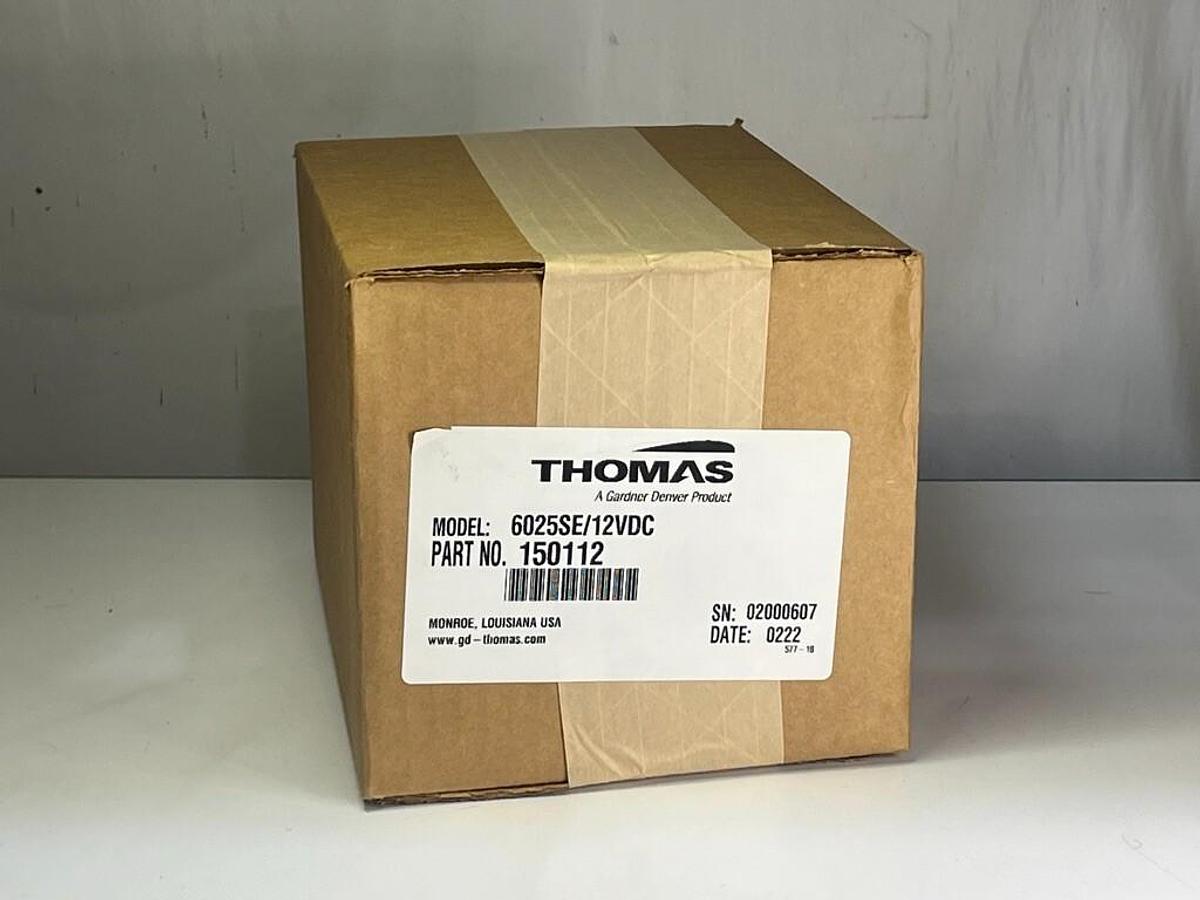 THOMAS
A Gardner Denver Product
MODEL: 6025SE/12VDC
PART NO. 150112
MONROE, LOUISIANA USA
www.gd-thomas.com
SN: 02000607
DATE: 0222
577-18